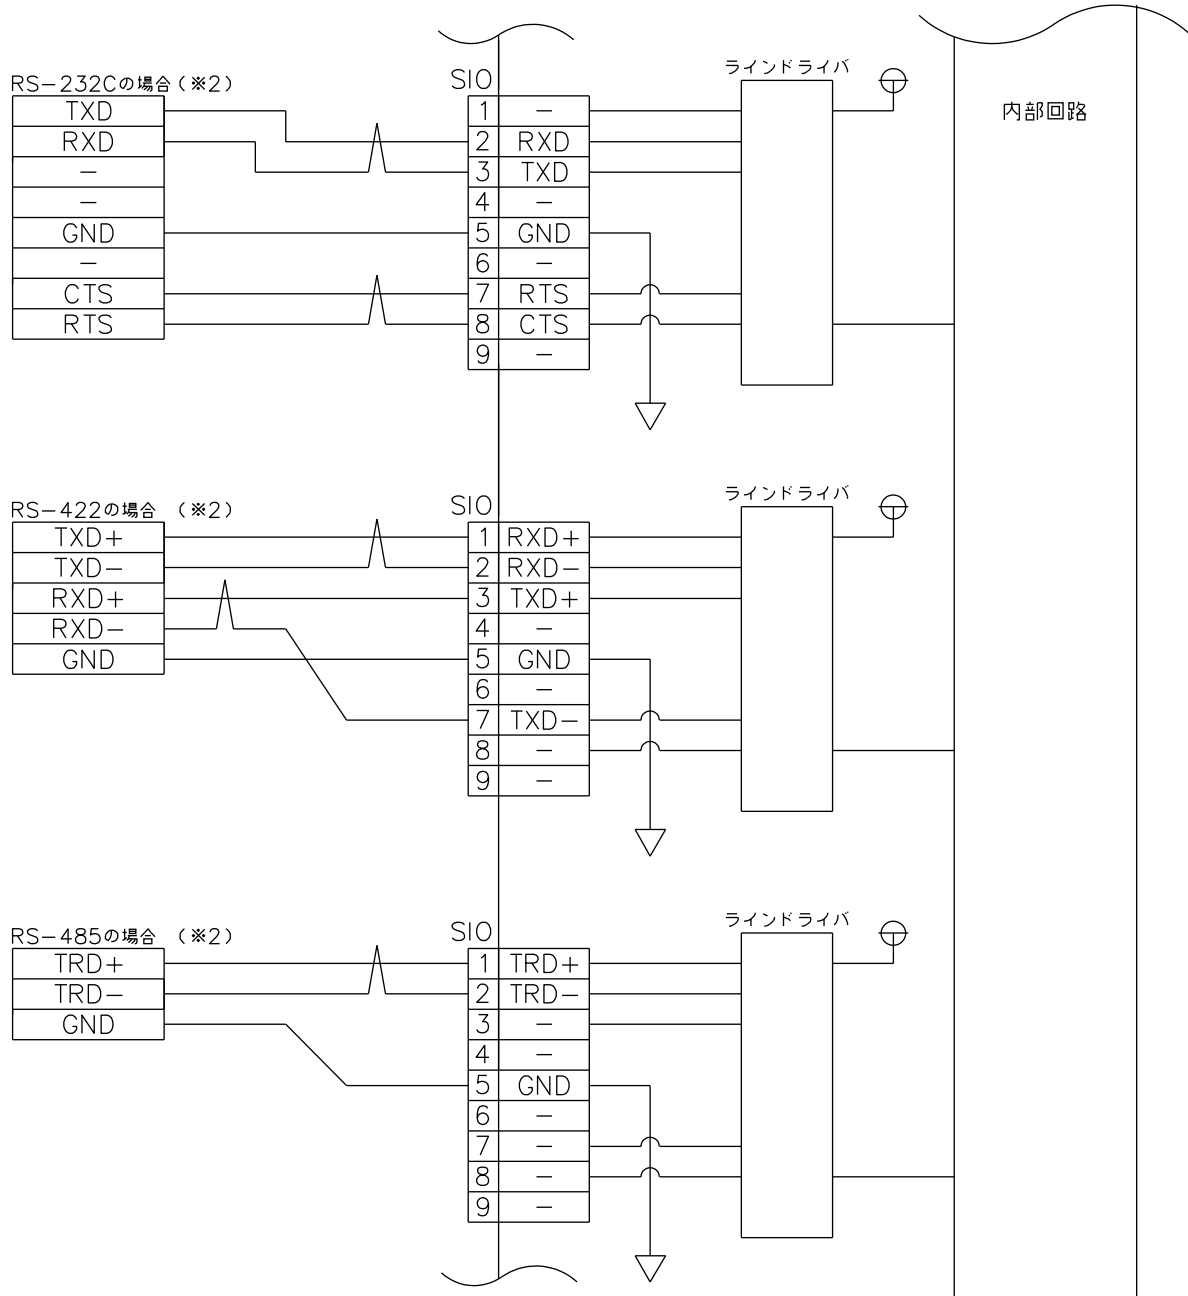 ラインドライバ
RS-232Cの場合(※2) SIO
内部回路
TXD 1 -
RXD 2 RXD
- 3 TXD
- 4 -
GND 5 GND
- 6 -
CTS 7 RTS
RTS 8 CTS
9 -
ラインドライバ
RS-422の場合 (※2) SIO
TXD+ 1 RXD+
TXD- 2 RXD-
RXD+ 3 TXD+
RXD- 4 -
GND 5 GND
6 -
7 TXD-
8 -
9 -
ラインドライバ
RS-485の場合 (※2) SIO
TRD+ 1 TRD+
TRD- 2 TRD-
GND 3 -
4 -
5 GND
6 -
7 -
8 -
9 -